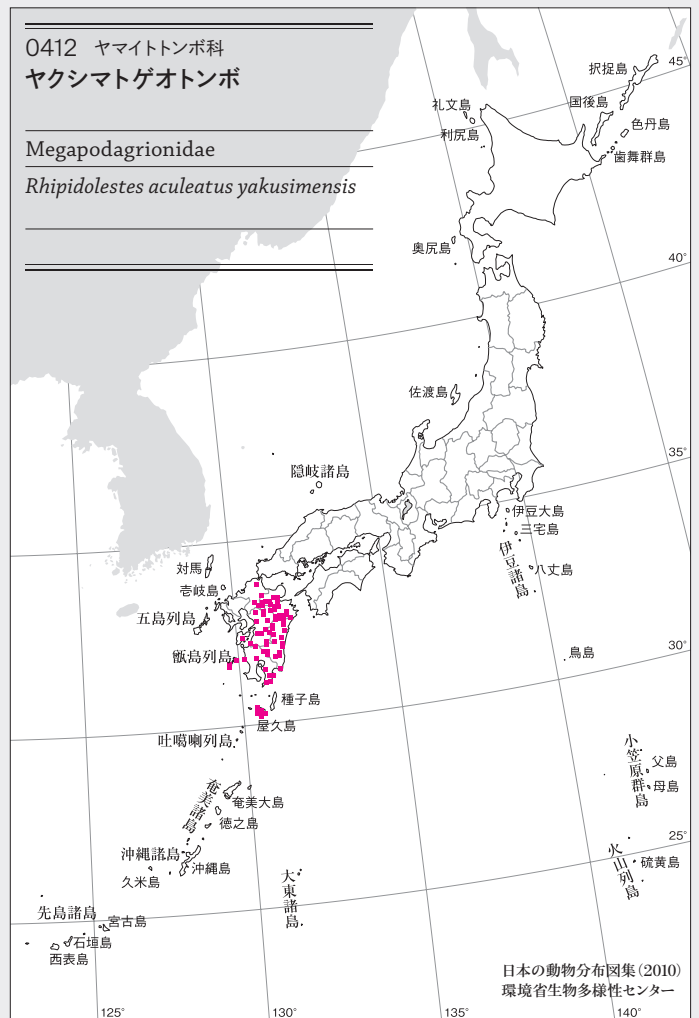 0412 ヤマイトトンボ科
ヤクシマトゲオトンボ
Megapodagrionidae
Rhipidolestes aculeatus yakusimensis
45°
択捉島
礼文島
国後島
色丹島
利尻島
歯舞群島
奥尻島
40°
佐渡島
35°
隠岐諸島
伊豆大島
三宅島
伊豆諸島
八丈島
対馬
壱岐島
五島列島
甑島列島
鳥島
30°
種子島
屋久島
吐噶喇列島
小笠原群島
父島
母島
奄美諸島
奄美大島
徳之島
25°
沖縄諸島
沖縄島
久米島
火山列島
硫黄島
大東諸島
先島諸島
宮古島
石垣島
西表島
日本の動物分布図集(2010)
環境省生物多様性センター
125°
130°
135°
140°